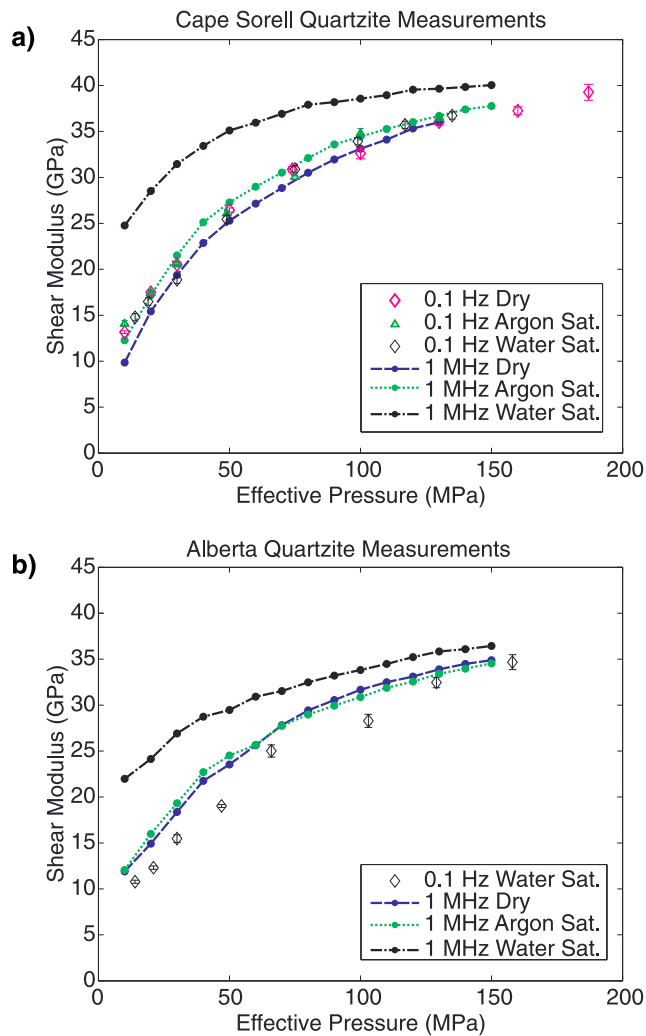 Cape Sorell Quartzite Measurements
a)
45
40
35
30
25
20
15
10
5
0
Shear Modulus (GPa)
0.1 Hz Dry
0.1 Hz Argon Sat.
0.1 Hz Water Sat.
1 MHz Dry
1 MHz Argon Sat.
1 MHz Water Sat.
0 50 100 150 200
Effective Pressure (MPa)
Alberta Quartzite Measurements
b)
45
40
35
30
25
20
15
10
5
0
Shear Modulus (GPa)
0.1 Hz Water Sat.
1 MHz Dry
1 MHz Argon Sat.
1 MHz Water Sat.
0 50 100 150 200
Effective Pressure (MPa)